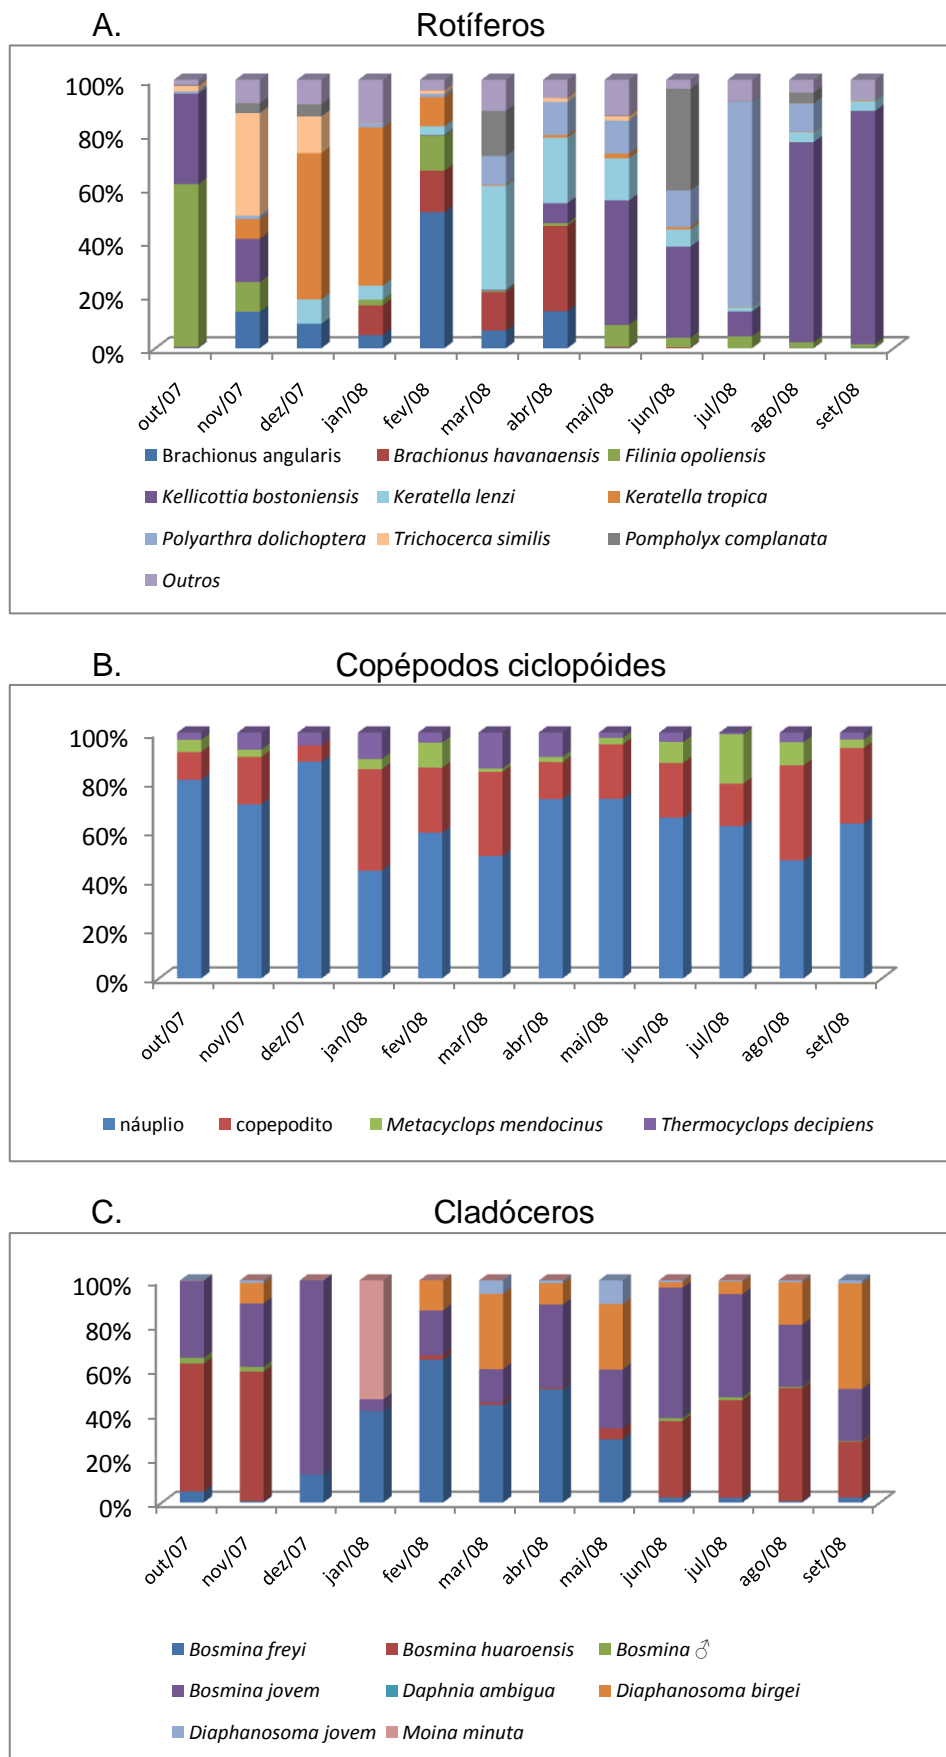 A. Rotíferos
100%
80%
60%
40%
20%
0%
out/07 nov/07 dez/07 jan/08 fev/08 mar/08 abr/08 mai/08 jun/08 jul/08 ago/08 set/08
Brachionus angularis Brachionus havanaensis Filinia opoliensis
Kellicottia bostoniensis Keratella lenzi Keratella tropica
Polyarthra dolichoptera Trichocerca similis Pompholyx complanata
Outros
B. Copépodos ciclopóides
100%
80%
60%
40%
20%
0%
out/07 nov/07 dez/07 jan/08 fev/08 mar/08 abr/08 mai/08 jun/08 jul/08 ago/08 set/08
náuplio copepodito Metacyclops mendocinus Thermocyclops decipiens
C. Cladóceros
100%
80%
60%
40%
20%
0%
out/07 nov/07 dez/07 jan/08 fev/08 mar/08 abr/08 mai/08 jun/08 jul/08 ago/08 set/08
Bosmina freyi Bosmina huaroensis Bosmina ♂
Bosmina jovem Daphnia ambigua Diaphanosoma birgei
Diaphanosoma jovem Moina minuta